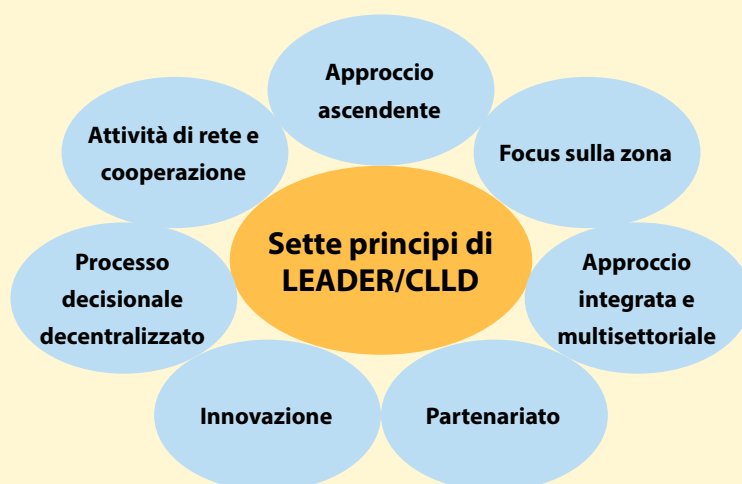 Approccio
ascendente
Attività di rete e
cooperazione
Focus sulla zona
Sette principi di
LEADER/CLLD
Processo
decisionale
decentralizzato
Approccio
integrata e
multisettoriale
Innovazione
Partenariato